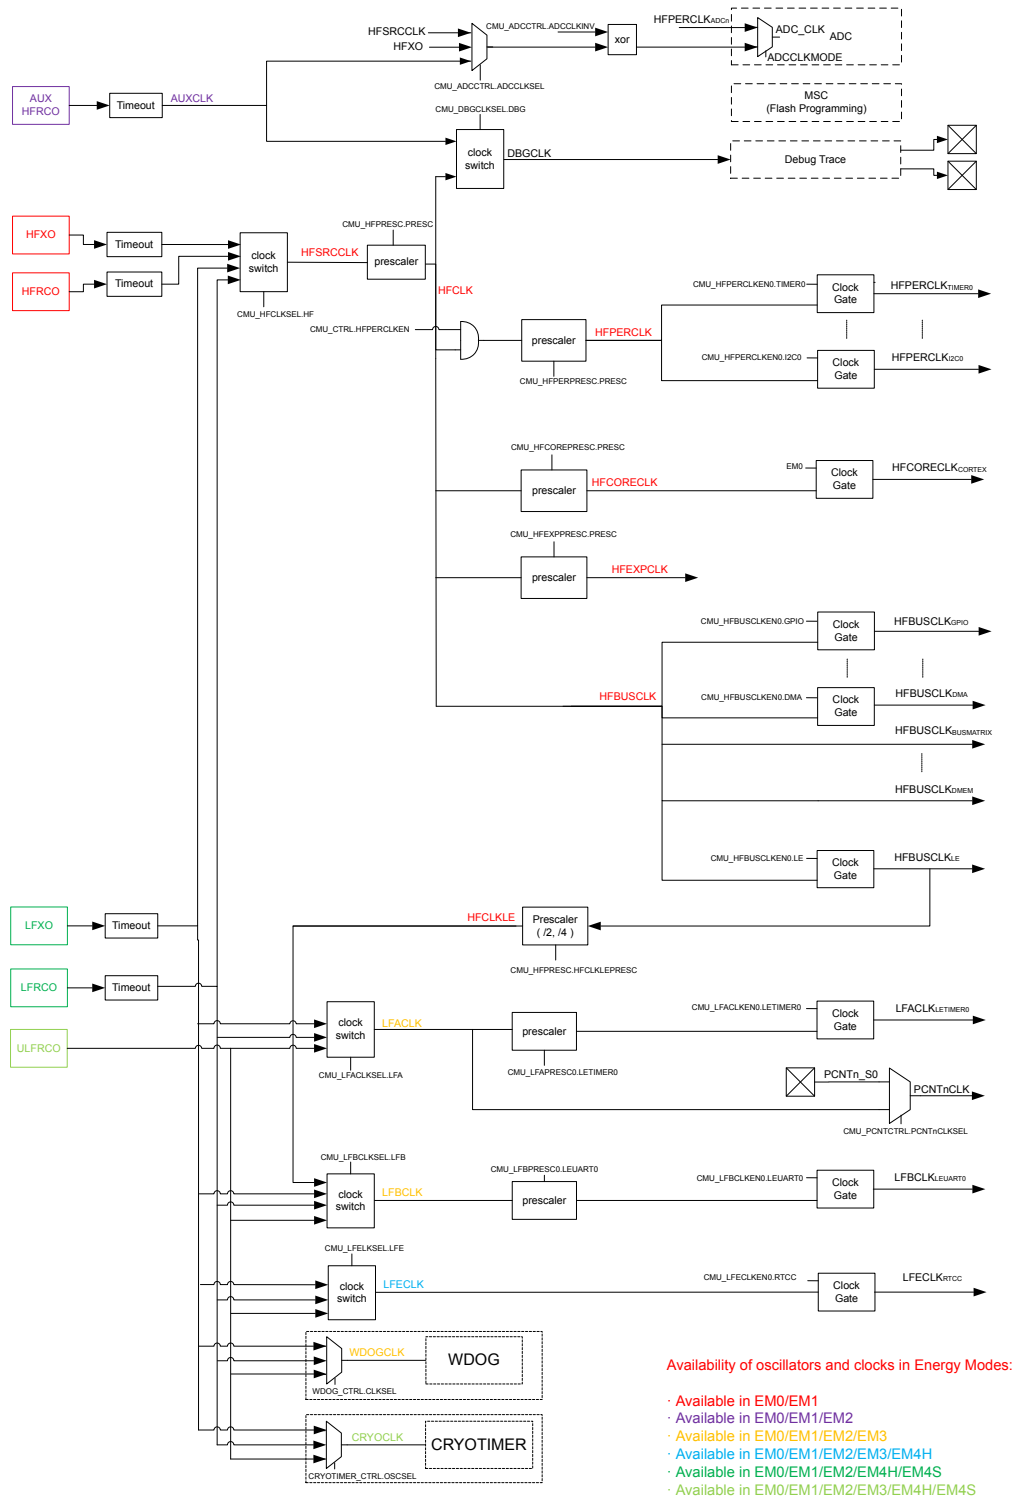 HFSRCCLK
HFXO
CMU_ADCCTRL.ADCCLKINV
xor
HFPERCLKADCn
ADC_CLK
ADC
ADCCLKMODE
CMU_ADCCTRL.ADCCLKSEL
AUX
HFRCO
Timeout
AUXCLK
MSC
(Flash Programming)
CMU_DBGCLKSEL.DBG
clock
switch
DBGCLK
Debug Trace
HFXO
Timeout
HFRCO
Timeout
clock
switch
CMU_HFCLKSEL.HF
HFSRCCLK
CMU_HFPRESC.PRESC
prescaler
HFCLK
CMU_CTRL.HFPERCLKEN
prescaler
CMU_HFPERPRESC.PRESC
HFPERCLK
CMU_HFPERCLKEN0.TIMER0
Clock
Gate
HFPERCLKTIMER0
CMU_HFPERCLKEN0.I2C0
Clock
Gate
HFPERCLKI2C0
CMU_HFCOREPRESC.PRESC
prescaler
HFCORECLK
EM0
Clock
Gate
HFCORECLKCORTEX
CMU_HFEXPPRESC.PRESC
prescaler
HFEXPCLK
CMU_HFBUSCLKEN0.GPIO
Clock
Gate
HFBUSCLKGPIO
HFBUSCLK
CMU_HFBUSCLKEN0.DMA
Clock
Gate
HFBUSCLKDMA
HFBUSCLKBUSMATRIX
HFBUSCLKDMEM
CMU_HFBUSCLKEN0.LE
Clock
Gate
HFBUSCLKLE
LFXO
Timeout
HFCLKLE
Prescaler
( /2, /4 )
CMU_HFPRESC.HFCLKLEPRESC
LFRCO
Timeout
ULFRCO
clock
switch
CMU_LFACLKSEL.LFA
LFACLK
prescaler
CMU_LFAPRESC0.LETIMER0
CMU_LFACLKEN0.LETIMER0
Clock
Gate
LFACLKLETIMER0
PCNTn_S0
PCNTnCLK
CMU_PCNTCTRL.PCNTnCLKSEL
CMU_LFBCLKSEL.LFB
clock
switch
LFBCLK
CMU_LFBPRESC0.LEUART0
prescaler
CMU_LFBCLKEN0.LEUART0
Clock
Gate
LFBCLKLEUART0
CMU_LFELKSEL.LFE
clock
switch
LFECLK
CMU_LFECLKEN0.RTCC
Clock
Gate
LFECLKRTCC
WDOGCLK
WDOG
WDOG_CTRL.CLKSEL
CRYOCLK
CRYOTIMER
CRYOTIMER_CTRL.OSCSEL
Availability of oscillators and clocks in Energy Modes:
· Available in EM0/EM1
· Available in EM0/EM1/EM2
· Available in EM0/EM1/EM2/EM3
· Available in EM0/EM1/EM2/EM3/EM4H
· Available in EM0/EM1/EM2/EM4H/EM4S
· Available in EM0/EM1/EM2/EM3/EM4H/EM4S